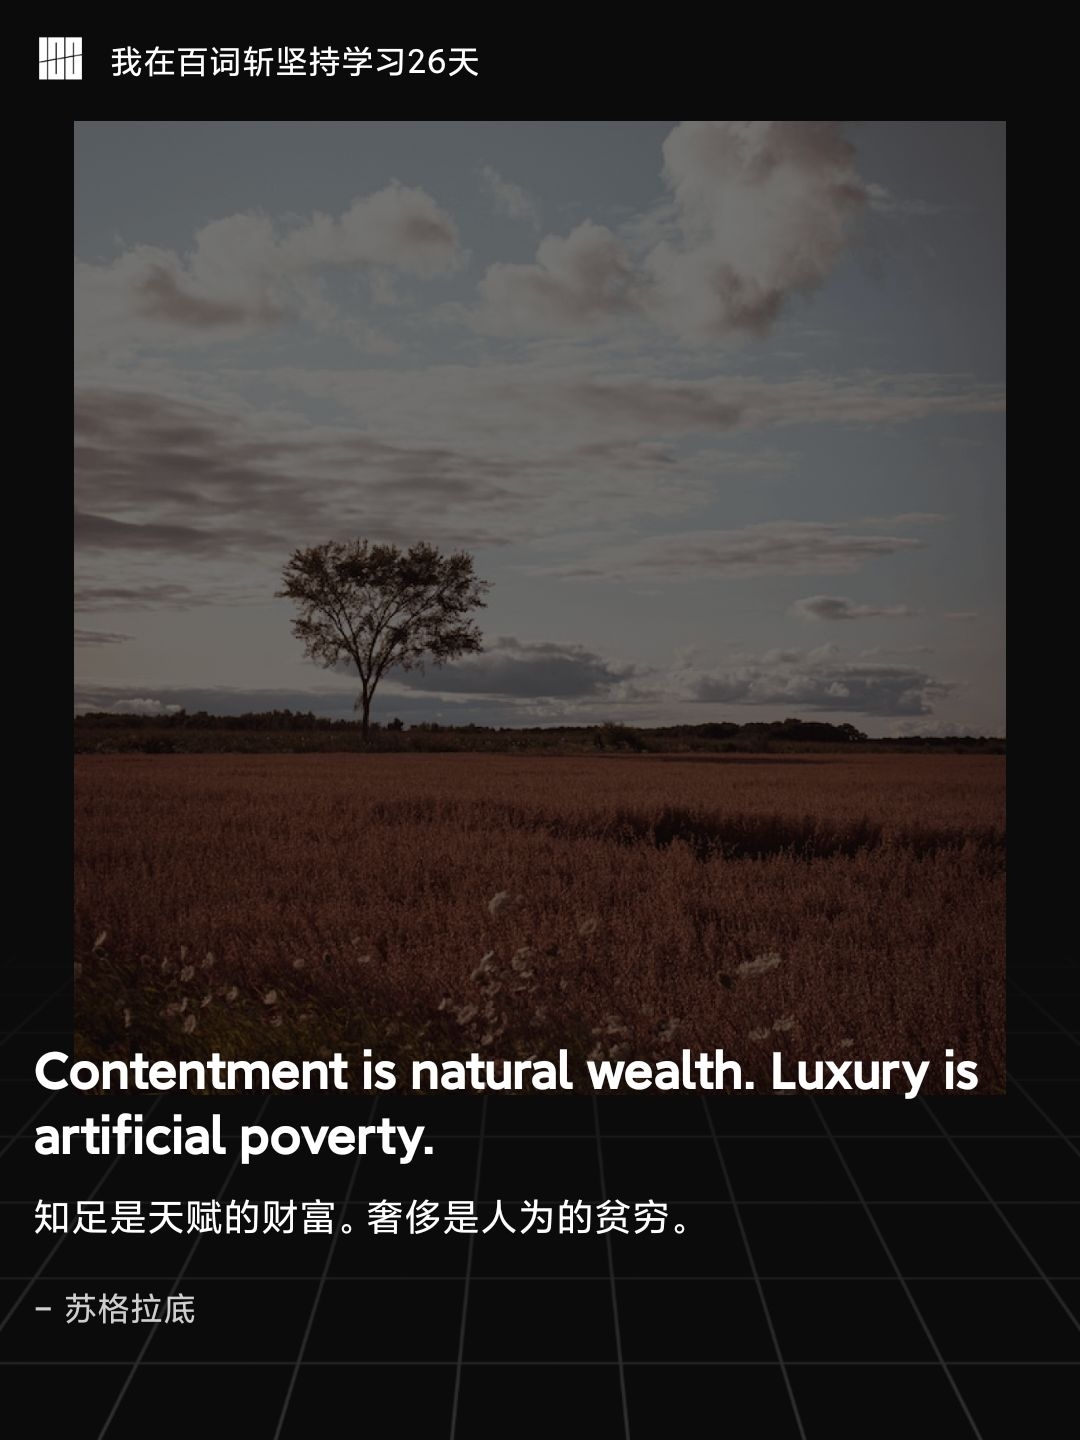 我在百词斩坚持学习26天
Contentment is natural wealth. Luxury is
artificial poverty.
知足是天赋的财富。奢侈是人为的贫穷。
– 苏格拉底